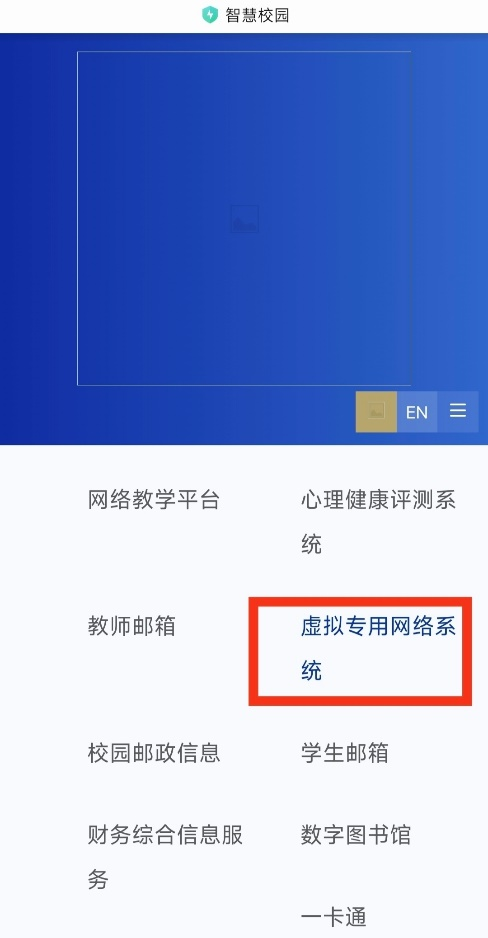 智慧校园
EN
网络教学平台
心理健康评测系
统
教师邮箱
虚拟专用网络系
统
校园邮政信息
学生邮箱
财务综合信息服
务
数字图书馆
一卡通